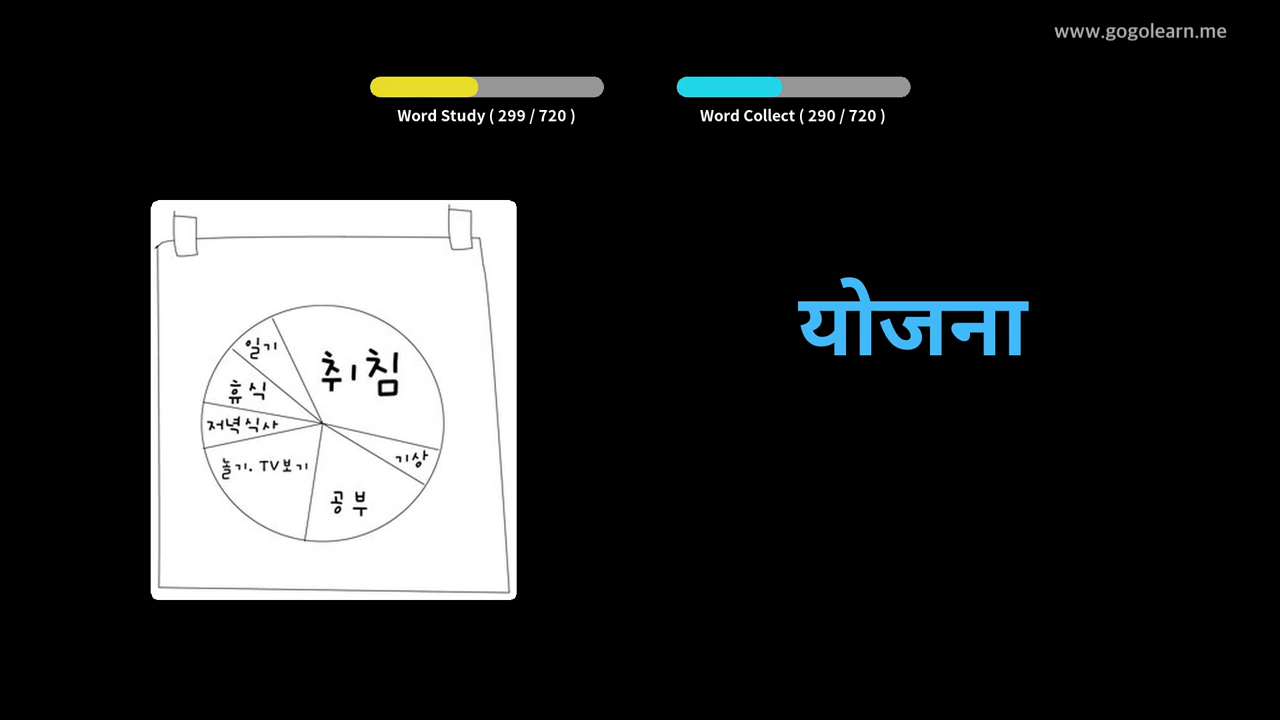 www.gogolearn.me
Word Study ( 299 / 720 )
Word Collect ( 290 / 720 )
일기
취침
휴식
저녁식사
놀기. TV보기
기상
공부
योजना